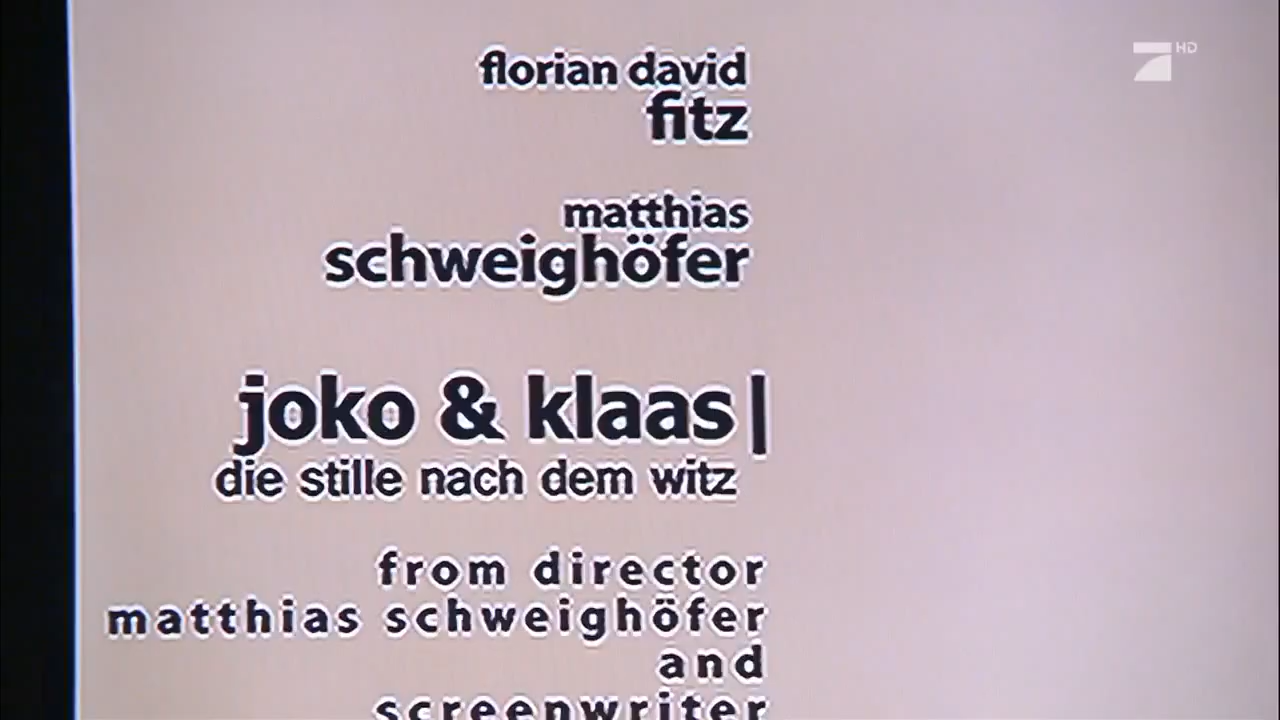 HD
florian david
fitz
matthias
schweighöfer
joko & klaas|
die stille nach dem witz
from director
matthias schweighöfer
and
screenwriter